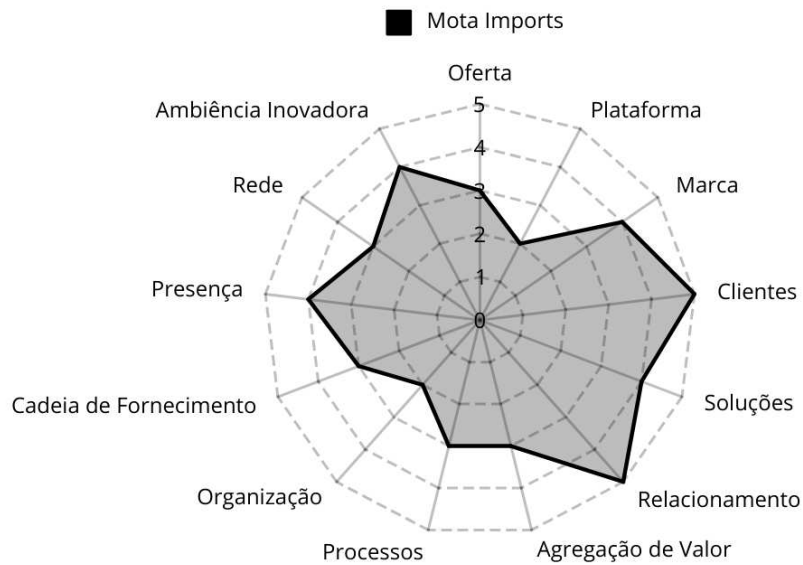 Mota Imports
Oferta
Plataforma
Marca
Clientes
Soluções
Relacionamento
Agregação de Valor
Processos
Organização
Cadeia de Fornecimento
Presença
Rede
Ambiência Inovadora
5
4
3
2
1
0